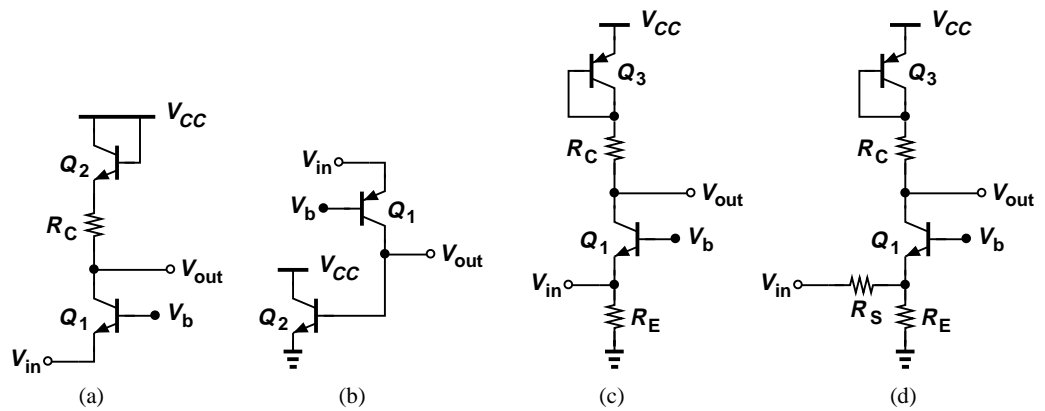 V_CC
Q_2
R_C
V_out
Q_1
V_b
V_in
(a)
V_in
V_b
Q_1
V_out
V_CC
Q_2
(b)
V_CC
Q_3
R_C
V_out
Q_1
V_b
V_in
R_E
(c)
V_CC
Q_3
R_C
V_out
Q_1
V_b
V_in
R_S
R_E
(d)